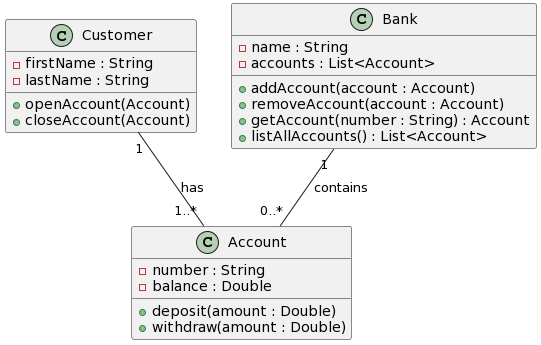 C Customer
firstName : String
lastName : String
openAccount(Account)
closeAccount(Account)
C Bank
name : String
accounts : List<Account>
addAccount(account : Account)
removeAccount(account : Account)
getAccount(number : String) : Account
listAllAccounts() : List<Account>
1
has
1..*
1
contains
0..*
C Account
number : String
balance : Double
deposit(amount : Double)
withdraw(amount : Double)